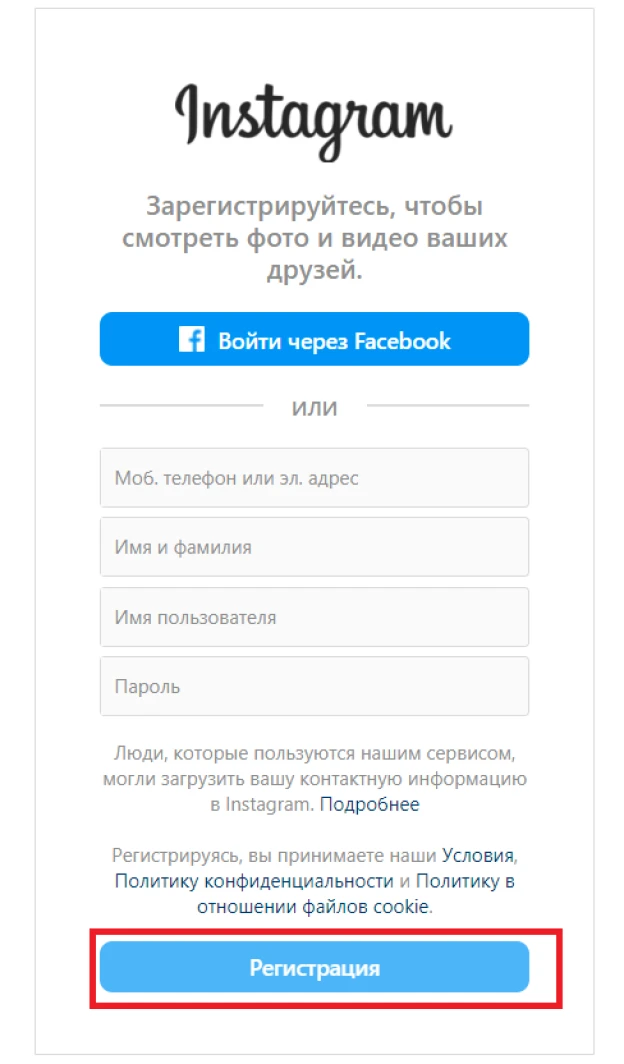 Instagram
Зарегистрируйтесь, чтобы
смотреть фото и видео ваших
друзей.
Войти через Facebook
или
Моб. телефон или эл. адрес
Имя и фамилия
Имя пользователя
Пароль
Люди, которые пользуются нашим сервисом,
могли загрузить вашу контактную информацию
в Instagram. Подробнее
Регистрируясь, вы принимаете наши Условия,
Политику конфиденциальности и Политику в
отношении файлов cookie.
Регистрация